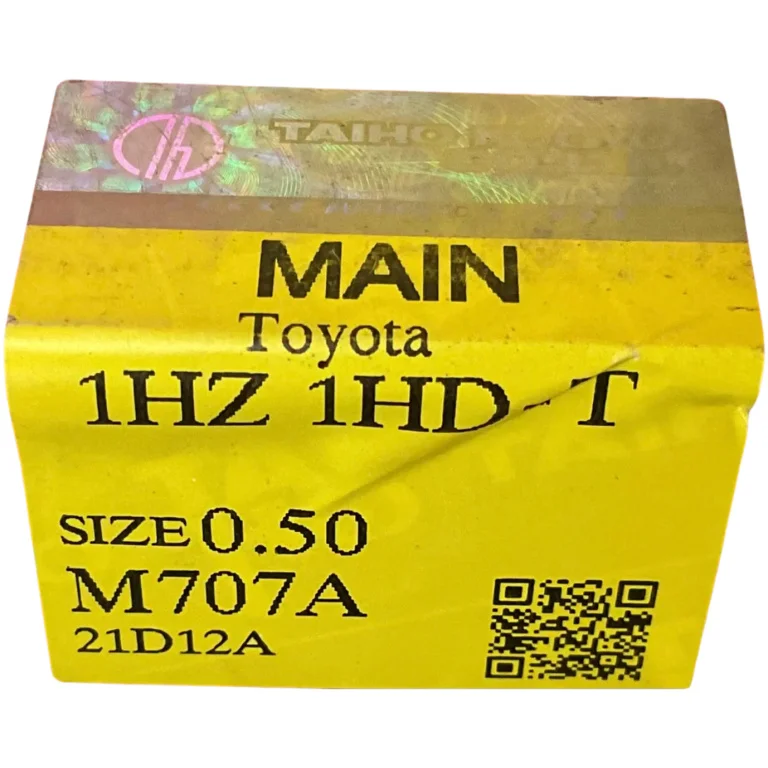 TAIHO
MAIN
Toyota
1HZ 1HD-T
SIZE 0.50
M707A
21D12A